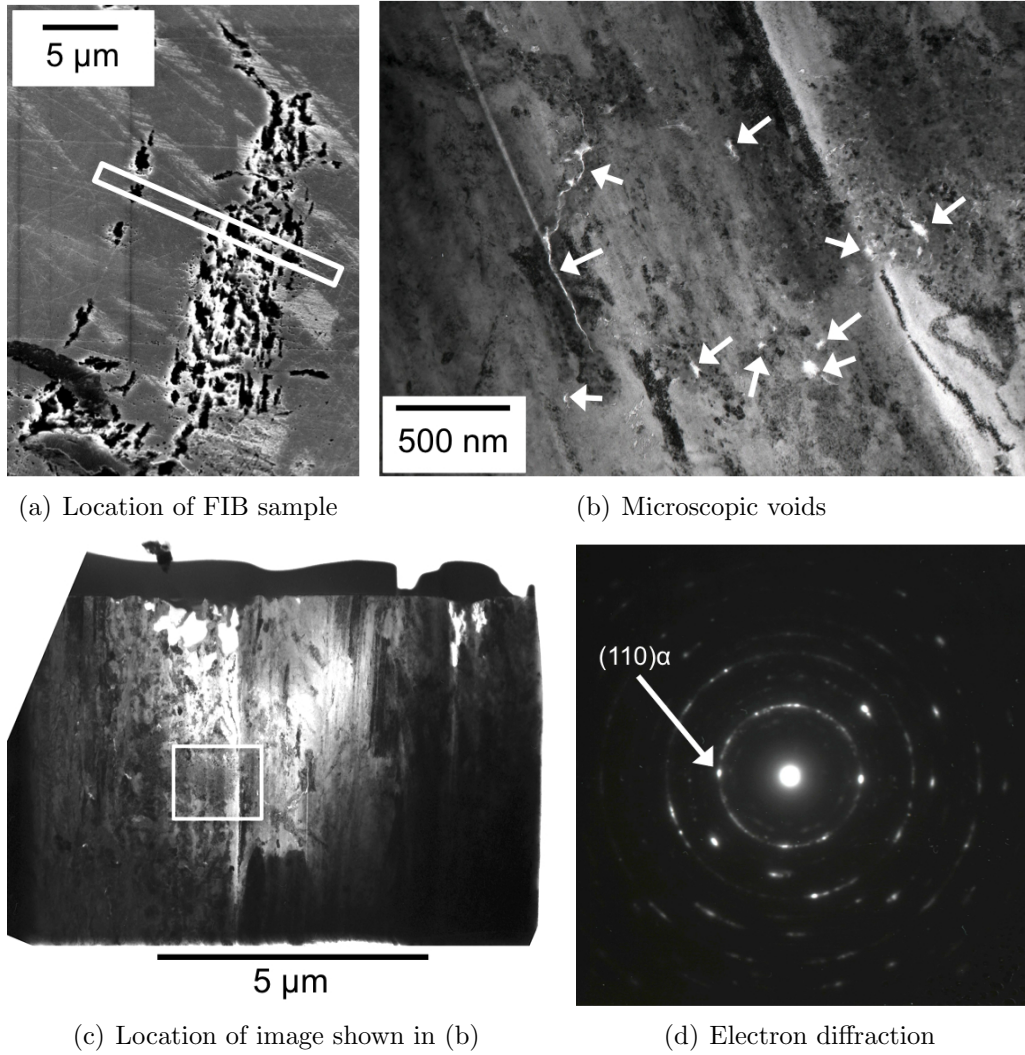 5 μm
500 nm
(a) Location of FIB sample
(b) Microscopic voids
(110)α
5 μm
(c) Location of image shown in (b)
(d) Electron diffraction